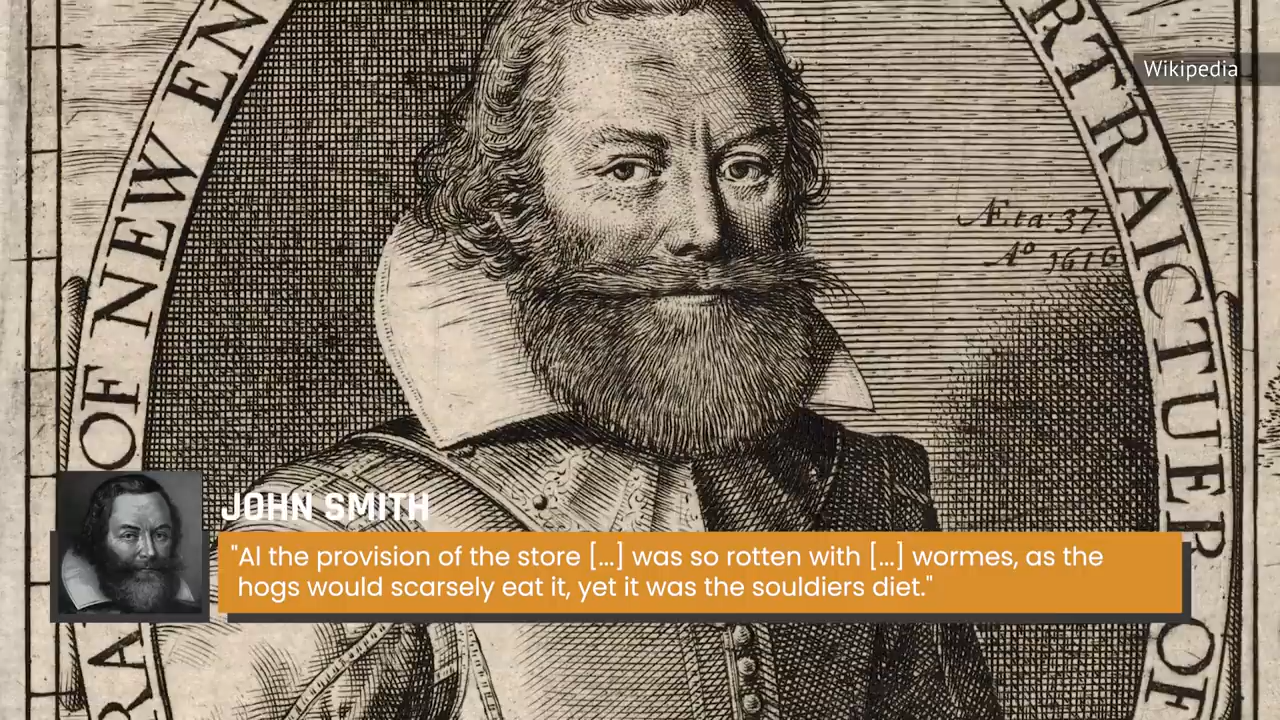 OF NEW EN
RTRAICTUER OF
Wikipedia
Æta: 37.
Aº 1616
JOHN SMITH
"Al the provision of the store [...] was so rotten with [...] wormes, as the
hogs would scarsely eat it, yet it was the souldiers diet."
RA